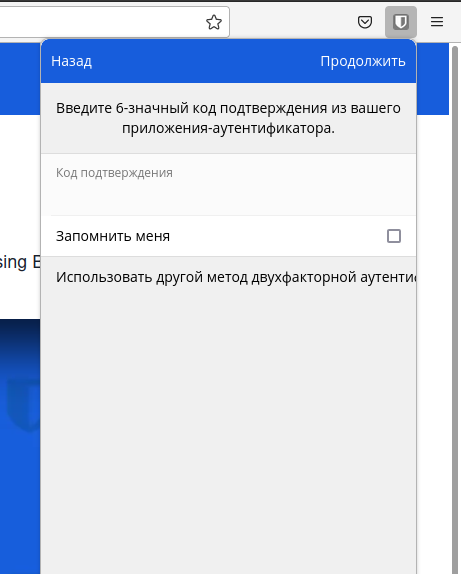 Назад
Продолжить
Введите 6-значный код подтверждения из вашего
приложения-аутентификатора.
Код подтверждения
Запомнить меня
sing
Использовать другой метод двухфакторной аутенти